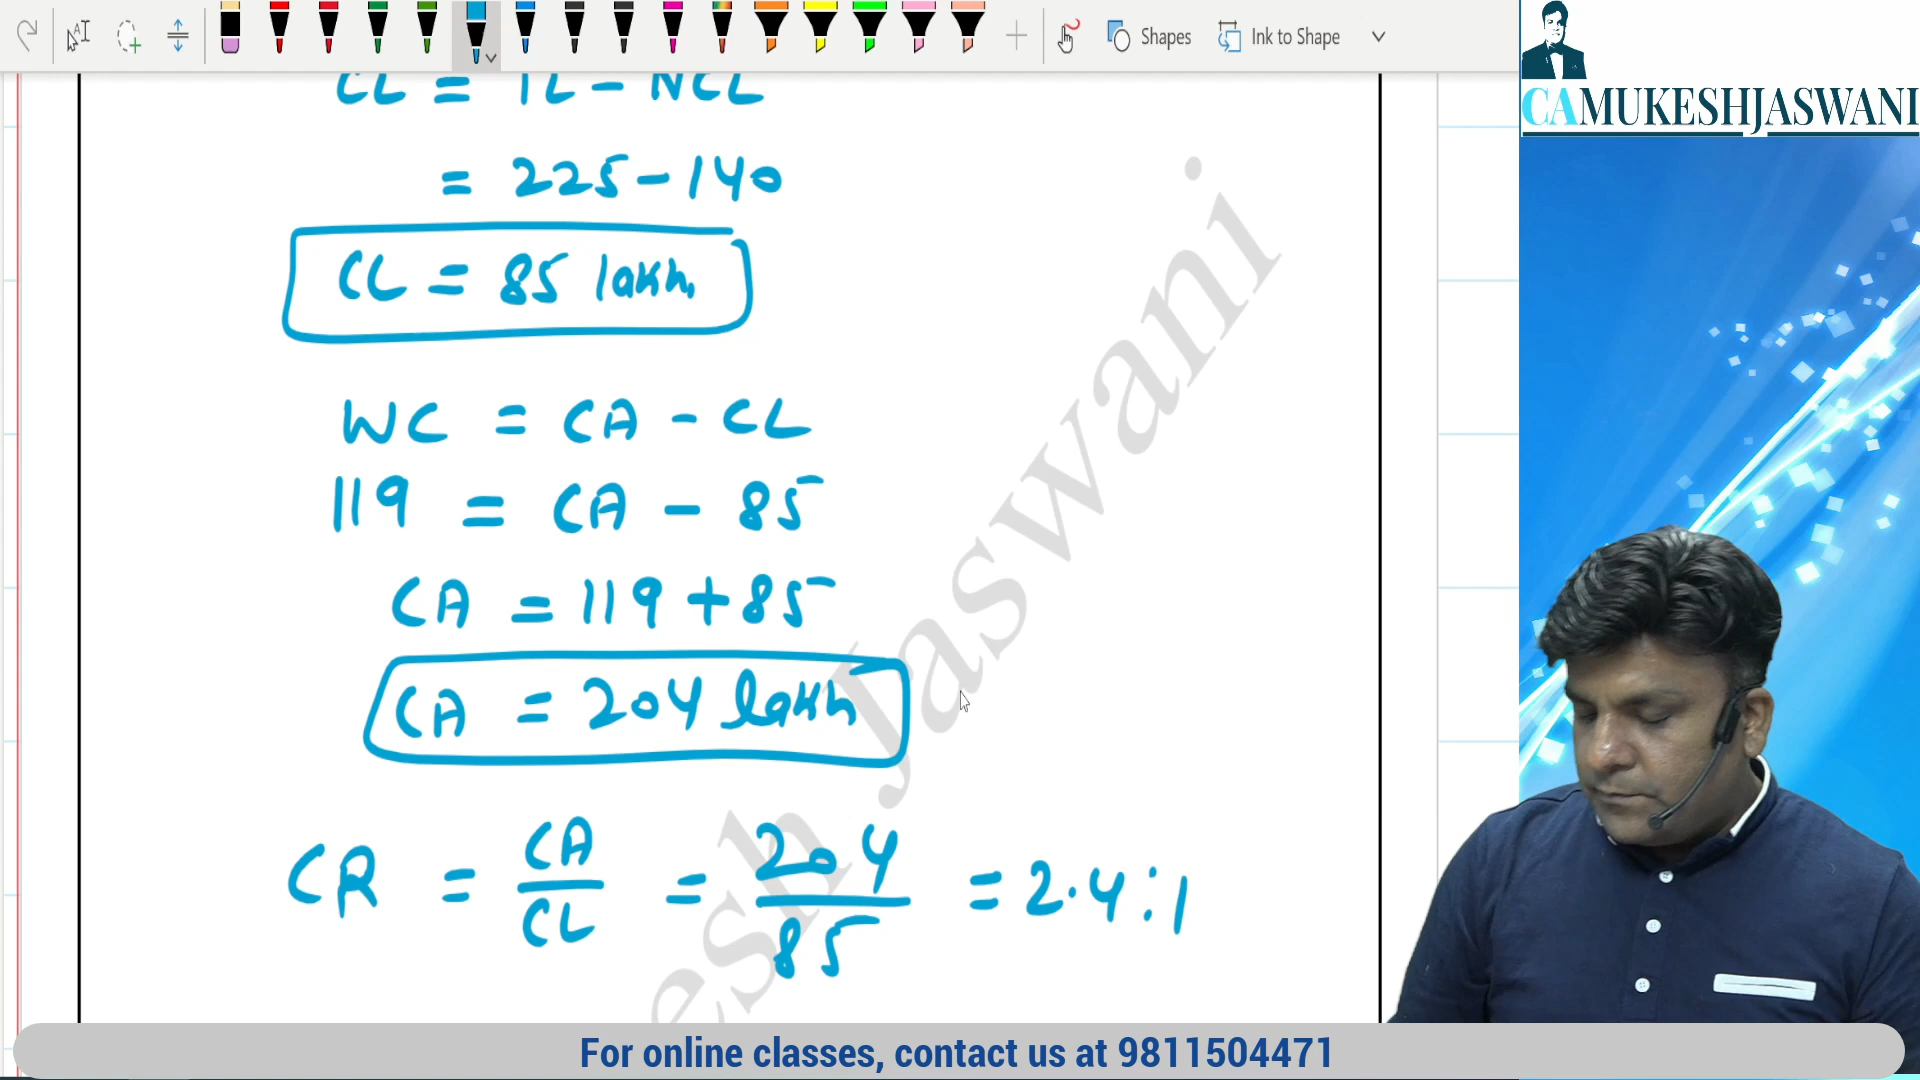 Shapes
Ink to Shape
CAMUKESHJASWANI
CL = TL - NCL
= 225 - 140
CL = 85 lakh.
WC = CA - CL
119 = CA - 85
CA = 119 + 85
CA = 204 lakh
CR = CA/CL = 204/85 = 2.4:1
esh Jaswani
For online classes, contact us at 9811504471